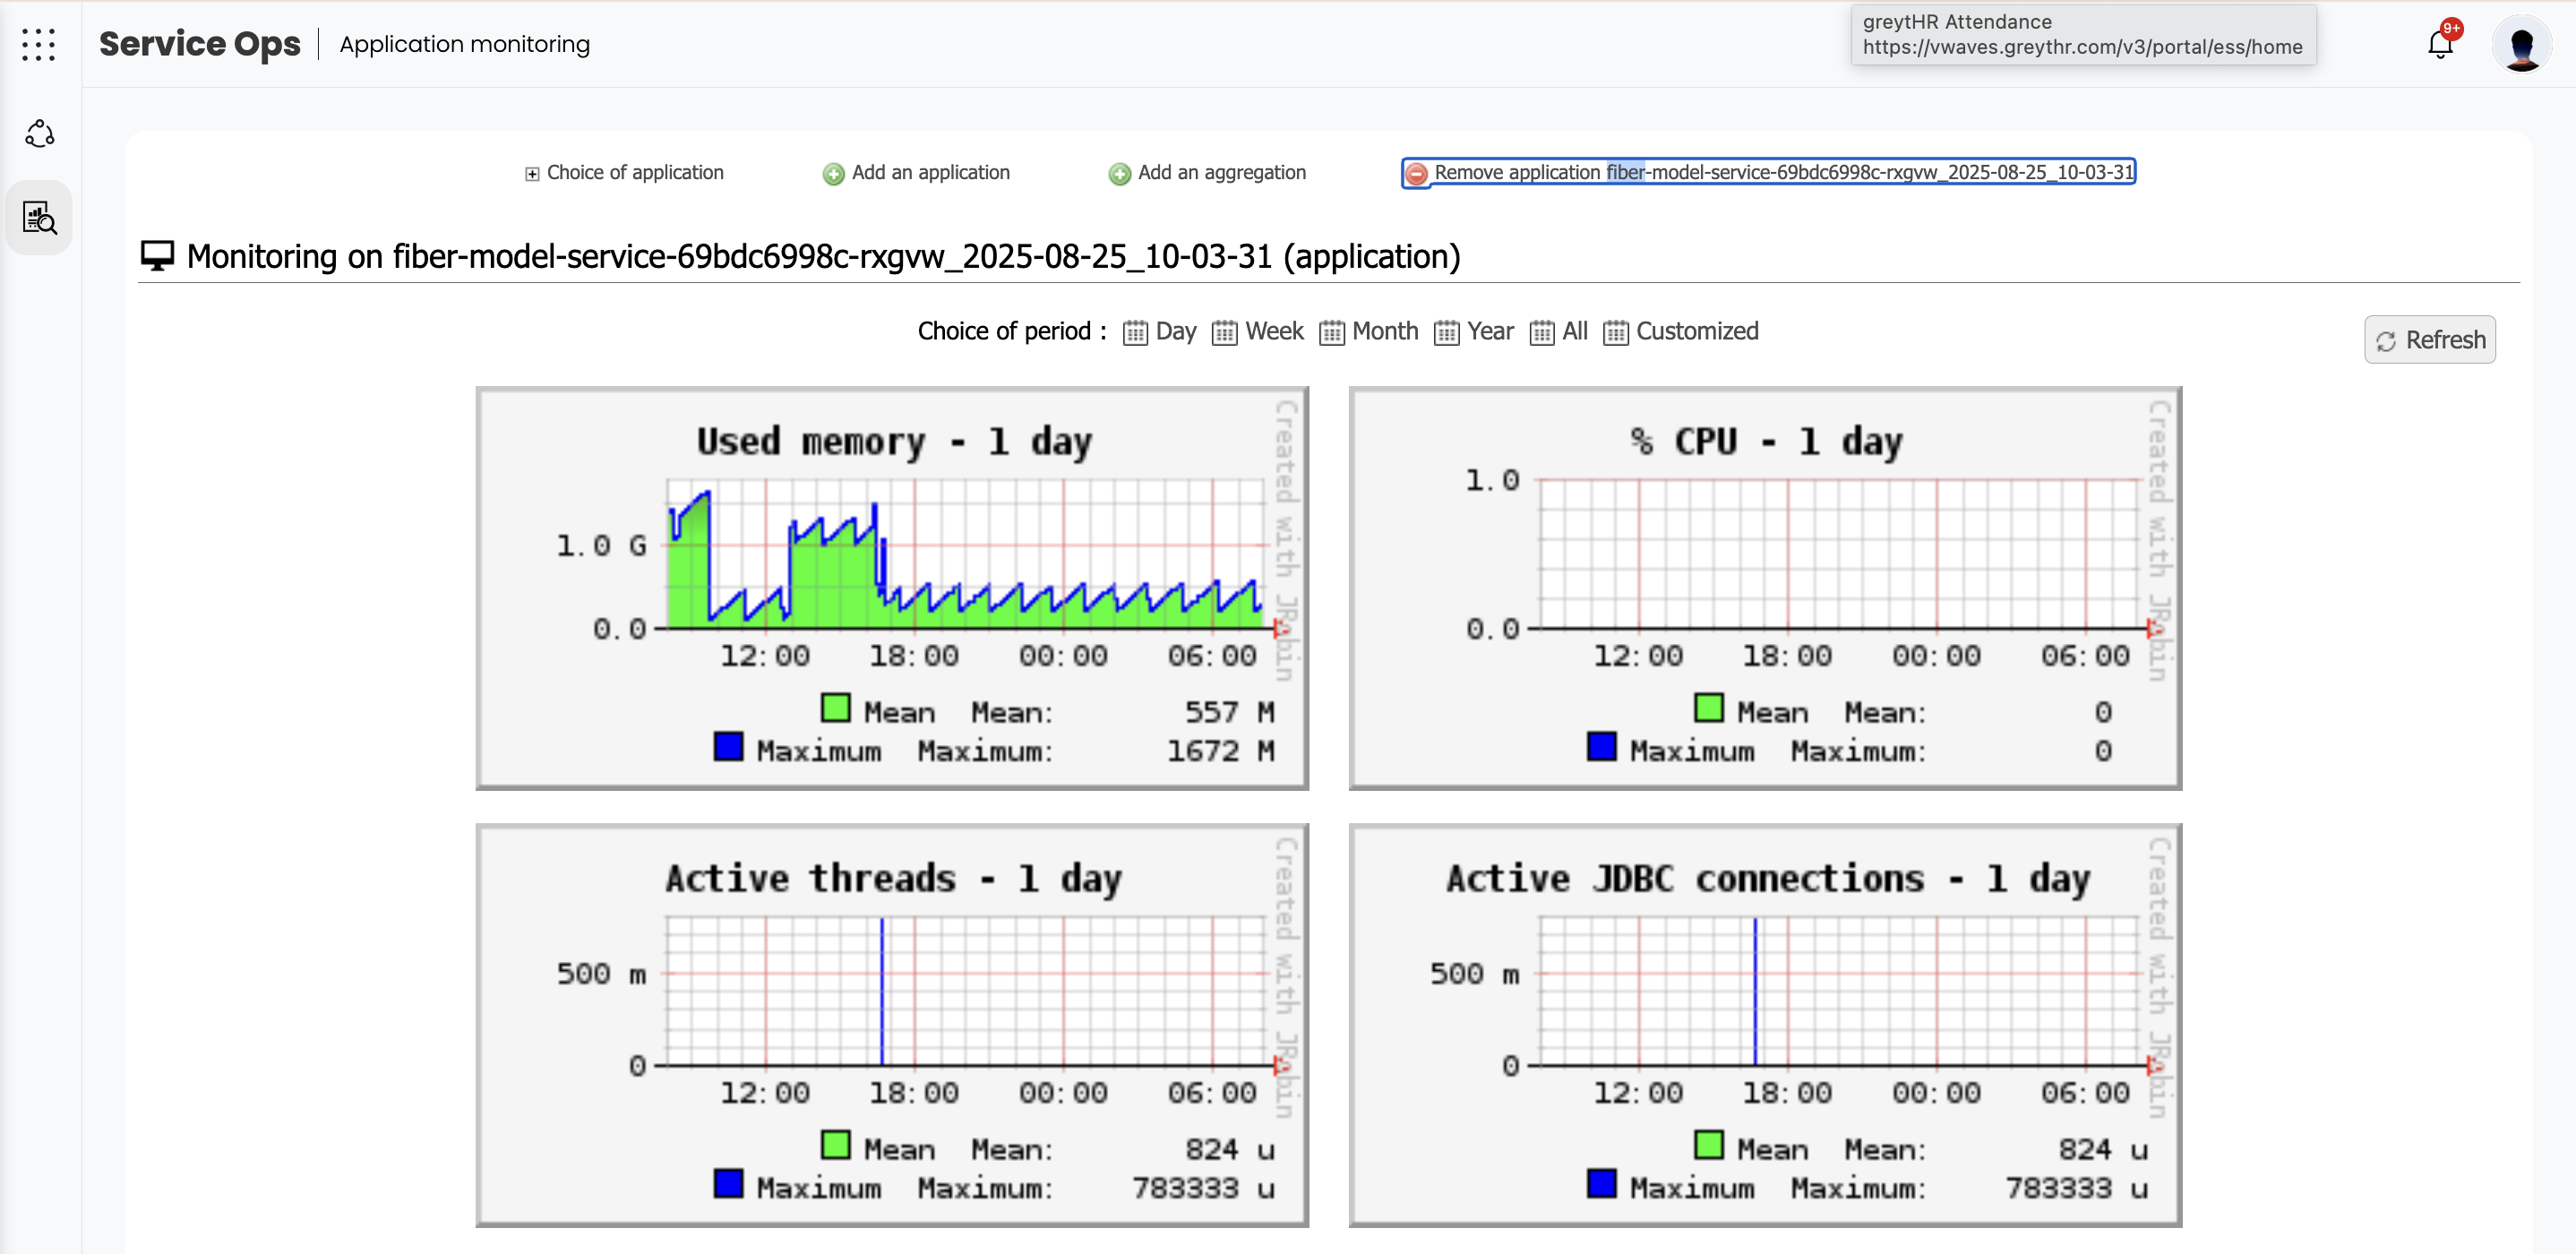 greytHR Attendance
https://vwaves.greythr.com/v3/portal/ess/home
Service Ops | Application monitoring
9+
Choice of application
Add an application
Add an aggregation
Remove application fiber-model-service-69bdc6998c-rxgvw_2025-08-25_10-03-31
Monitoring on fiber-model-service-69bdc6998c-rxgvw_2025-08-25_10-03-31 (application)
Choice of period : Day Week Month Year All Customized
Refresh
Used memory - 1 day
1.0 G
0.0
12:00 18:00 00:00 06:00
Mean Mean: 557 M
Maximum Maximum: 1672 M
Created with JRobin
% CPU - 1 day
1.0
0.0
12:00 18:00 00:00 06:00
Mean Mean: 0
Maximum Maximum: 0
Created with JRobin
Active threads - 1 day
500 m
0
12:00 18:00 00:00 06:00
Mean Mean: 824 u
Maximum Maximum: 783333 u
Created with JRobin
Active JDBC connections - 1 day
500 m
0
12:00 18:00 00:00 06:00
Mean Mean: 824 u
Maximum Maximum: 783333 u
Created with JRobin